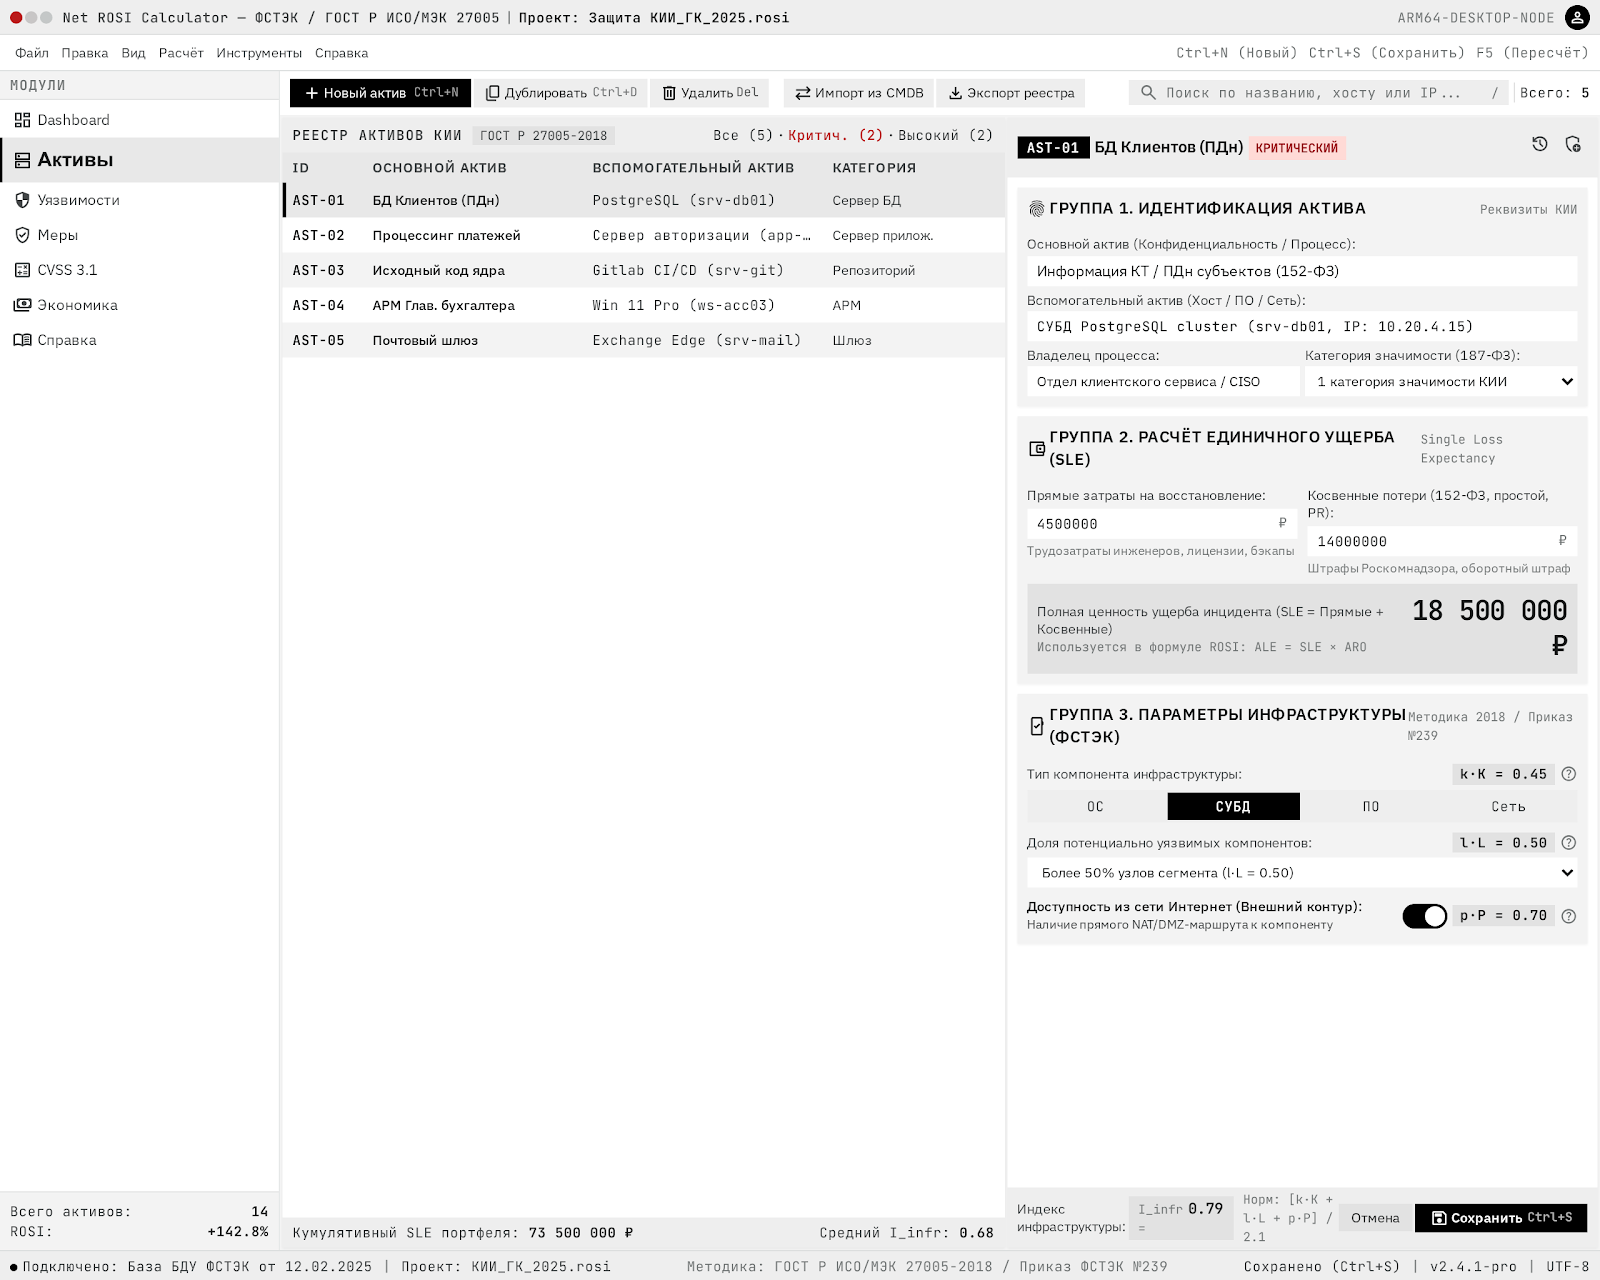 Net ROSI Calculator — ФСТЭК / ГОСТ Р ИСО/МЭК 27005 | Проект: Защита КИИ_ГК_2025.rosi
ARM64-DESKTOP-NODE
Файл Правка Вид Расчёт Инструменты Справка
Ctrl+N (Новый) Ctrl+S (Сохранить) F5 (Пересчёт)
МОДУЛИ
Dashboard
Активы
Уязвимости
Меры
CVSS 3.1
Экономика
Справка
Всего активов: 14
ROSI: +142.8%
Новый актив Ctrl+N
Дублировать Ctrl+D
Удалить Del
Импорт из CMDB
Экспорт реестра
Поиск по названию, хосту или IP... /
Всего: 5
РЕЕСТР АКТИВОВ КИИ ГОСТ Р 27005-2018
Все (5) · Критич. (2) · Высокий (2)
ID ОСНОВНОЙ АКТИВ ВСПОМОГАТЕЛЬНЫЙ АКТИВ КАТЕГОРИЯ
AST-01 БД Клиентов (ПДн) PostgreSQL (srv-db01) Сервер БД
AST-02 Процессинг платежей Сервер авторизации (app-… Сервер прилож.
AST-03 Исходный код ядра Gitlab CI/CD (srv-git) Репозиторий
AST-04 АРМ Глав. бухгалтера Win 11 Pro (ws-acc03) АРМ
AST-05 Почтовый шлюз Exchange Edge (srv-mail) Шлюз
Кумулятивный SLE портфеля: 73 500 000 ₽
Средний I_infr: 0.68
AST-01 БД Клиентов (ПДн) КРИТИЧЕСКИЙ
ГРУППА 1. ИДЕНТИФИКАЦИЯ АКТИВА
Реквизиты КИИ
Основной актив (Конфиденциальность / Процесс):
Информация КТ / ПДн субъектов (152-ФЗ)
Вспомогательный актив (Хост / ПО / Сеть):
СУБД PostgreSQL cluster (srv-db01, IP: 10.20.4.15)
Владелец процесса:
Отдел клиентского сервиса / CISO
Категория значимости (187-ФЗ):
1 категория значимости КИИ
ГРУППА 2. РАСЧЁТ ЕДИНИЧНОГО УЩЕРБА
(SLE)
Single Loss
Expectancy
Прямые затраты на восстановление:
4500000 ₽
Трудозатраты инженеров, лицензии, бэкапы
Косвенные потери (152-ФЗ, простой,
PR):
14000000 ₽
Штрафы Роскомнадзора, оборотный штраф
Полная ценность ущерба инцидента (SLE = Прямые +
Косвенные)
Используется в формуле ROSI: ALE = SLE × ARO
18 500 000
₽
ГРУППА 3. ПАРАМЕТРЫ ИНФРАСТРУКТУРЫ
(ФСТЭК)
Методика 2018 / Приказ
№239
Тип компонента инфраструктуры:
k·K = 0.45 ?
ОС СУБД ПО Сеть
Доля потенциально уязвимых компонентов:
l·L = 0.50 ?
Более 50% узлов сегмента (l·L = 0.50)
Доступность из сети Интернет (Внешний контур):
Наличие прямого NAT/DMZ-маршрута к компоненту
p·P = 0.70 ?
Индекс
инфраструктуры:
I_infr 0.79
=
Норм: [k·K +
l·L + p·P] /
2.1
Отмена
Сохранить Ctrl+S
Подключено: База БДУ ФСТЭК от 12.02.2025 | Проект: КИИ_ГК_2025.rosi
Методика: ГОСТ Р ИСО/МЭК 27005-2018 / Приказ ФСТЭК №239
Сохранено (Ctrl+S) | v2.4.1-pro | UTF-8